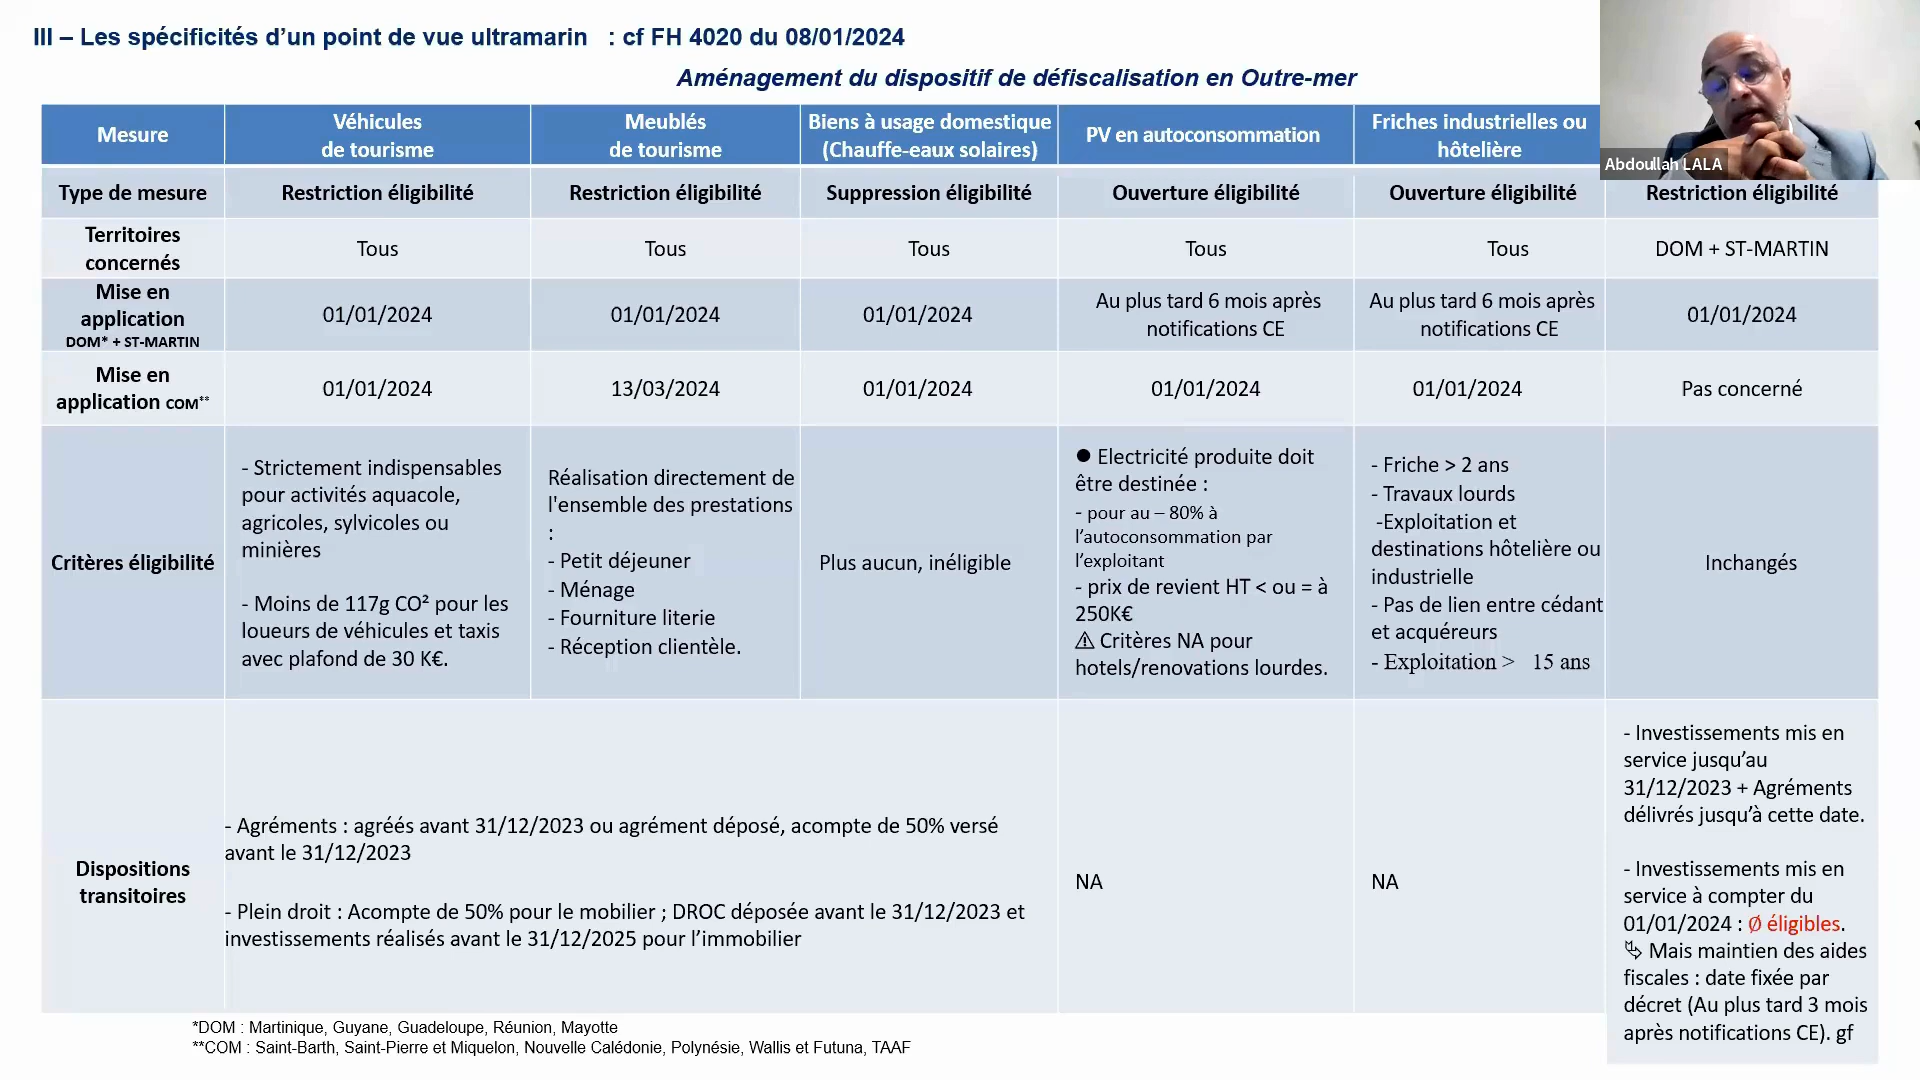 III – Les spécificités d’un point de vue ultramarin : cf FH 4020 du 08/01/2024
Aménagement du dispositif de défiscalisation en Outre-mer
Mesure
Véhicules
de tourisme
Meublés
de tourisme
Biens à usage domestique
(Chauffe-eaux solaires)
PV en autoconsommation
Friches industrielles ou
hôtelière
Abdoullah LALA
Type de mesure
Restriction éligibilité
Restriction éligibilité
Suppression éligibilité
Ouverture éligibilité
Ouverture éligibilité
Restriction éligibilité
Territoires
concernés
Tous
Tous
Tous
Tous
Tous
DOM + ST-MARTIN
Mise en
application
DOM* + ST-MARTIN
01/01/2024
01/01/2024
01/01/2024
Au plus tard 6 mois après
notifications CE
Au plus tard 6 mois après
notifications CE
01/01/2024
Mise en
application COM**
01/01/2024
13/03/2024
01/01/2024
01/01/2024
01/01/2024
Pas concerné
Critères éligibilité
- Strictement indispensables
pour activités aquacole,
agricoles, sylvicoles ou
minières
- Moins de 117g CO² pour les
loueurs de véhicules et taxis
avec plafond de 30 K€.
Réalisation directement de
l'ensemble des prestations
:
- Petit déjeuner
- Ménage
- Fourniture literie
- Réception clientèle.
Plus aucun, inéligible
● Electricité produite doit
être destinée :
- pour au – 80% à
l’autoconsommation par
l’exploitant
- prix de revient HT < ou = à
250K€
⚠ Critères NA pour
hotels/renovations lourdes.
- Friche > 2 ans
- Travaux lourds
-Exploitation et
destinations hôtelière ou
industrielle
- Pas de lien entre cédant
et acquéreurs
- Exploitation > 15 ans
Inchangés
Dispositions
transitoires
- Agréments : agréés avant 31/12/2023 ou agrément déposé, acompte de 50% versé
avant le 31/12/2023
- Plein droit : Acompte de 50% pour le mobilier ; DROC déposée avant le 31/12/2023 et
investissements réalisés avant le 31/12/2025 pour l’immobilier
NA
NA
- Investissements mis en
service jusqu’au
31/12/2023 + Agréments
délivrés jusqu’à cette date.
- Investissements mis en
service à compter du
01/01/2024 : Ø éligibles.
⮱ Mais maintien des aides
fiscales : date fixée par
décret (Au plus tard 3 mois
après notifications CE). gf
*DOM : Martinique, Guyane, Guadeloupe, Réunion, Mayotte
**COM : Saint-Barth, Saint-Pierre et Miquelon, Nouvelle Calédonie, Polynésie, Wallis et Futuna, TAAF